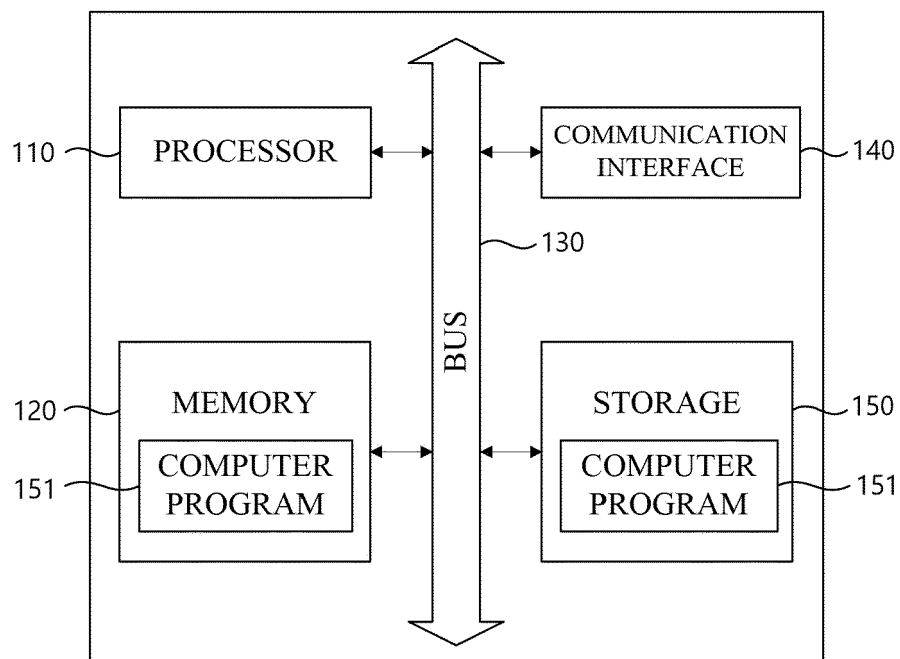 110
PROCESSOR
COMMUNICATION
INTERFACE
140
130
BUS
120
MEMORY
151
COMPUTER
PROGRAM
STORAGE
150
COMPUTER
PROGRAM
151